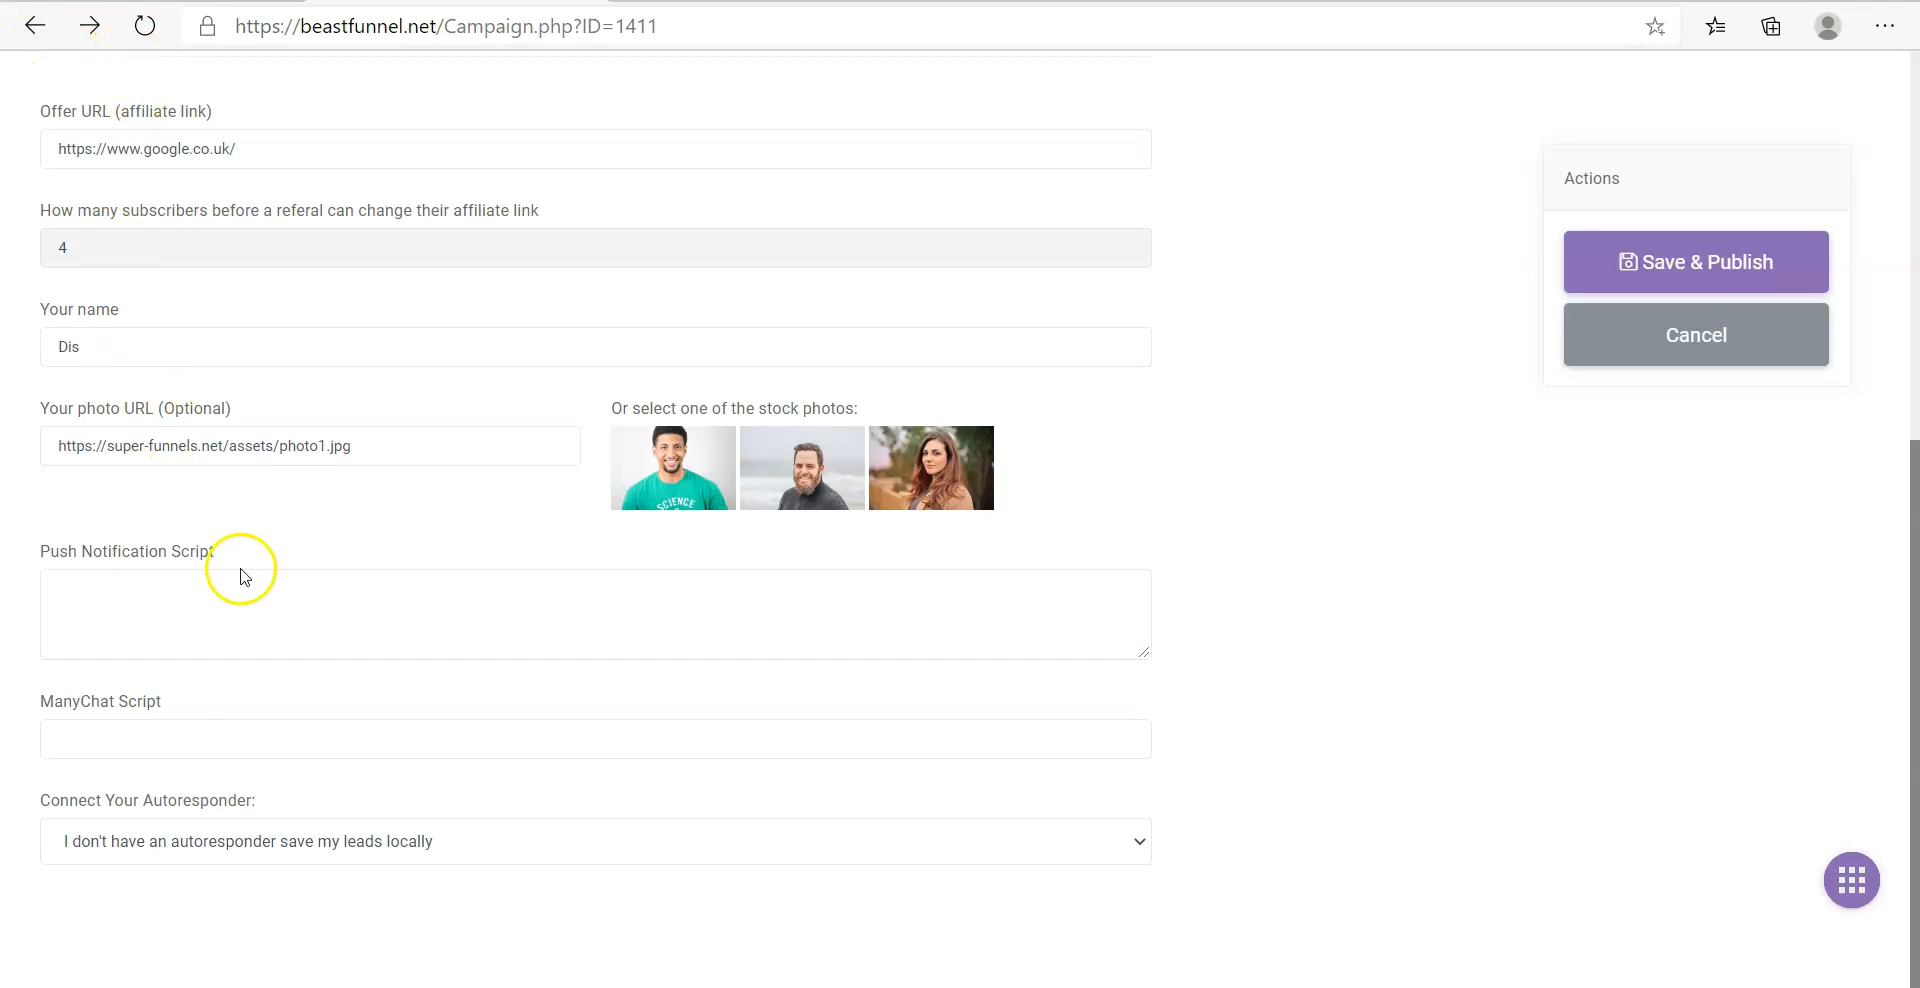 https://beastfunnel.net/Campaign.php?ID=1411
Offer URL (affiliate link)
https://www.google.co.uk/
How many subscribers before a referal can change their affiliate link
4
Your name
Dis
Your photo URL (Optional)
Or select one of the stock photos:
https://super-funnels.net/assets/photo1.jpg
SCIENCE
Push Notification Script
ManyChat Script
Connect Your Autoresponder:
I don't have an autoresponder save my leads locally
Actions
Save & Publish
Cancel